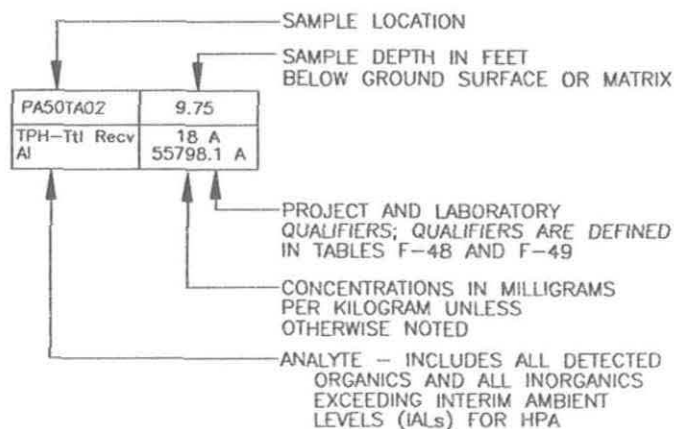 SAMPLE LOCATION
SAMPLE DEPTH IN FEET
BELOW GROUND SURFACE OR MATRIX
PA50TA02 9.75
TPH-Ttl Recv 18 A
Al 55798.1 A
PROJECT AND LABORATORY
QUALIFIERS; QUALIFIERS ARE DEFINED
IN TABLES F-48 AND F-49
CONCENTRATIONS IN MILLIGRAMS
PER KILOGRAM UNLESS
OTHERWISE NOTED
ANALYTE - INCLUDES ALL DETECTED
ORGANICS AND ALL INORGANICS
EXCEEDING INTERIM AMBIENT
LEVELS (IALs) FOR HPA